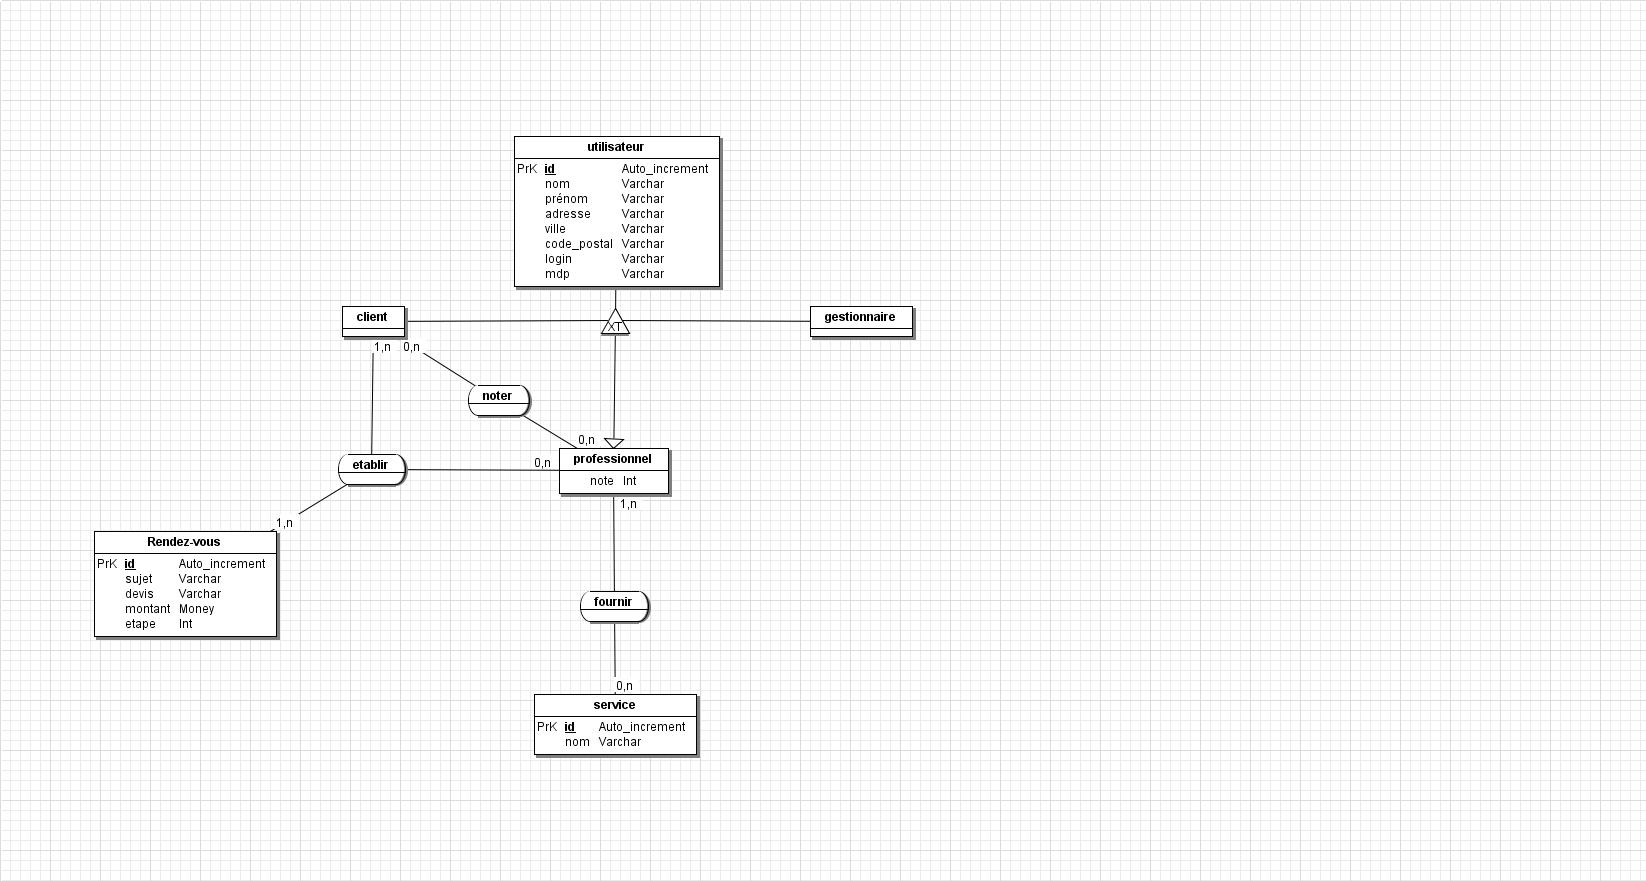 utilisateur
PrK id Auto_increment
nom Varchar
prénom Varchar
adresse Varchar
ville Varchar
code_postal Varchar
login Varchar
mdp Varchar
client
XT
gestionnaire
1,n 0,n
noter
0,n
professionnel
note Int
etablir
0,n
1,n
1,n
Rendez-vous
PrK id Auto_increment
sujet Varchar
devis Varchar
montant Money
etape Int
fournir
0,n
service
PrK id Auto_increment
nom Varchar